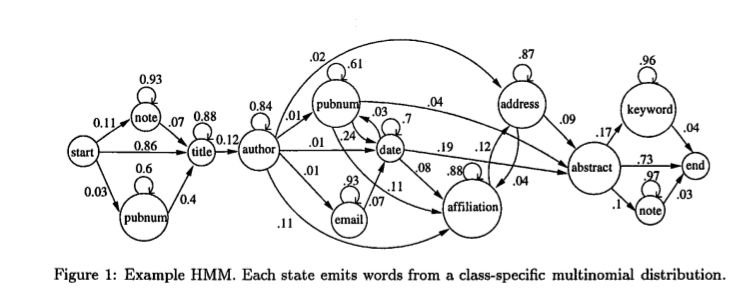 .02
.87
.96
0.93
.61
note
pubnum
address
keyword
0.11
.07
0.88
0.84
.01
.03
.7
.04
.09
.17
.04
start
0.86
title
0.12
author
.01
.24
date
.19
.12
abstract
.73
end
0.03
0.6
0.4
.01
.93
.07
.08
.11
.88
.04
.97
.1
.03
pubnum
.11
email
affiliation
note
Figure 1: Example HMM. Each state emits words from a class-specific multinomial distribution.